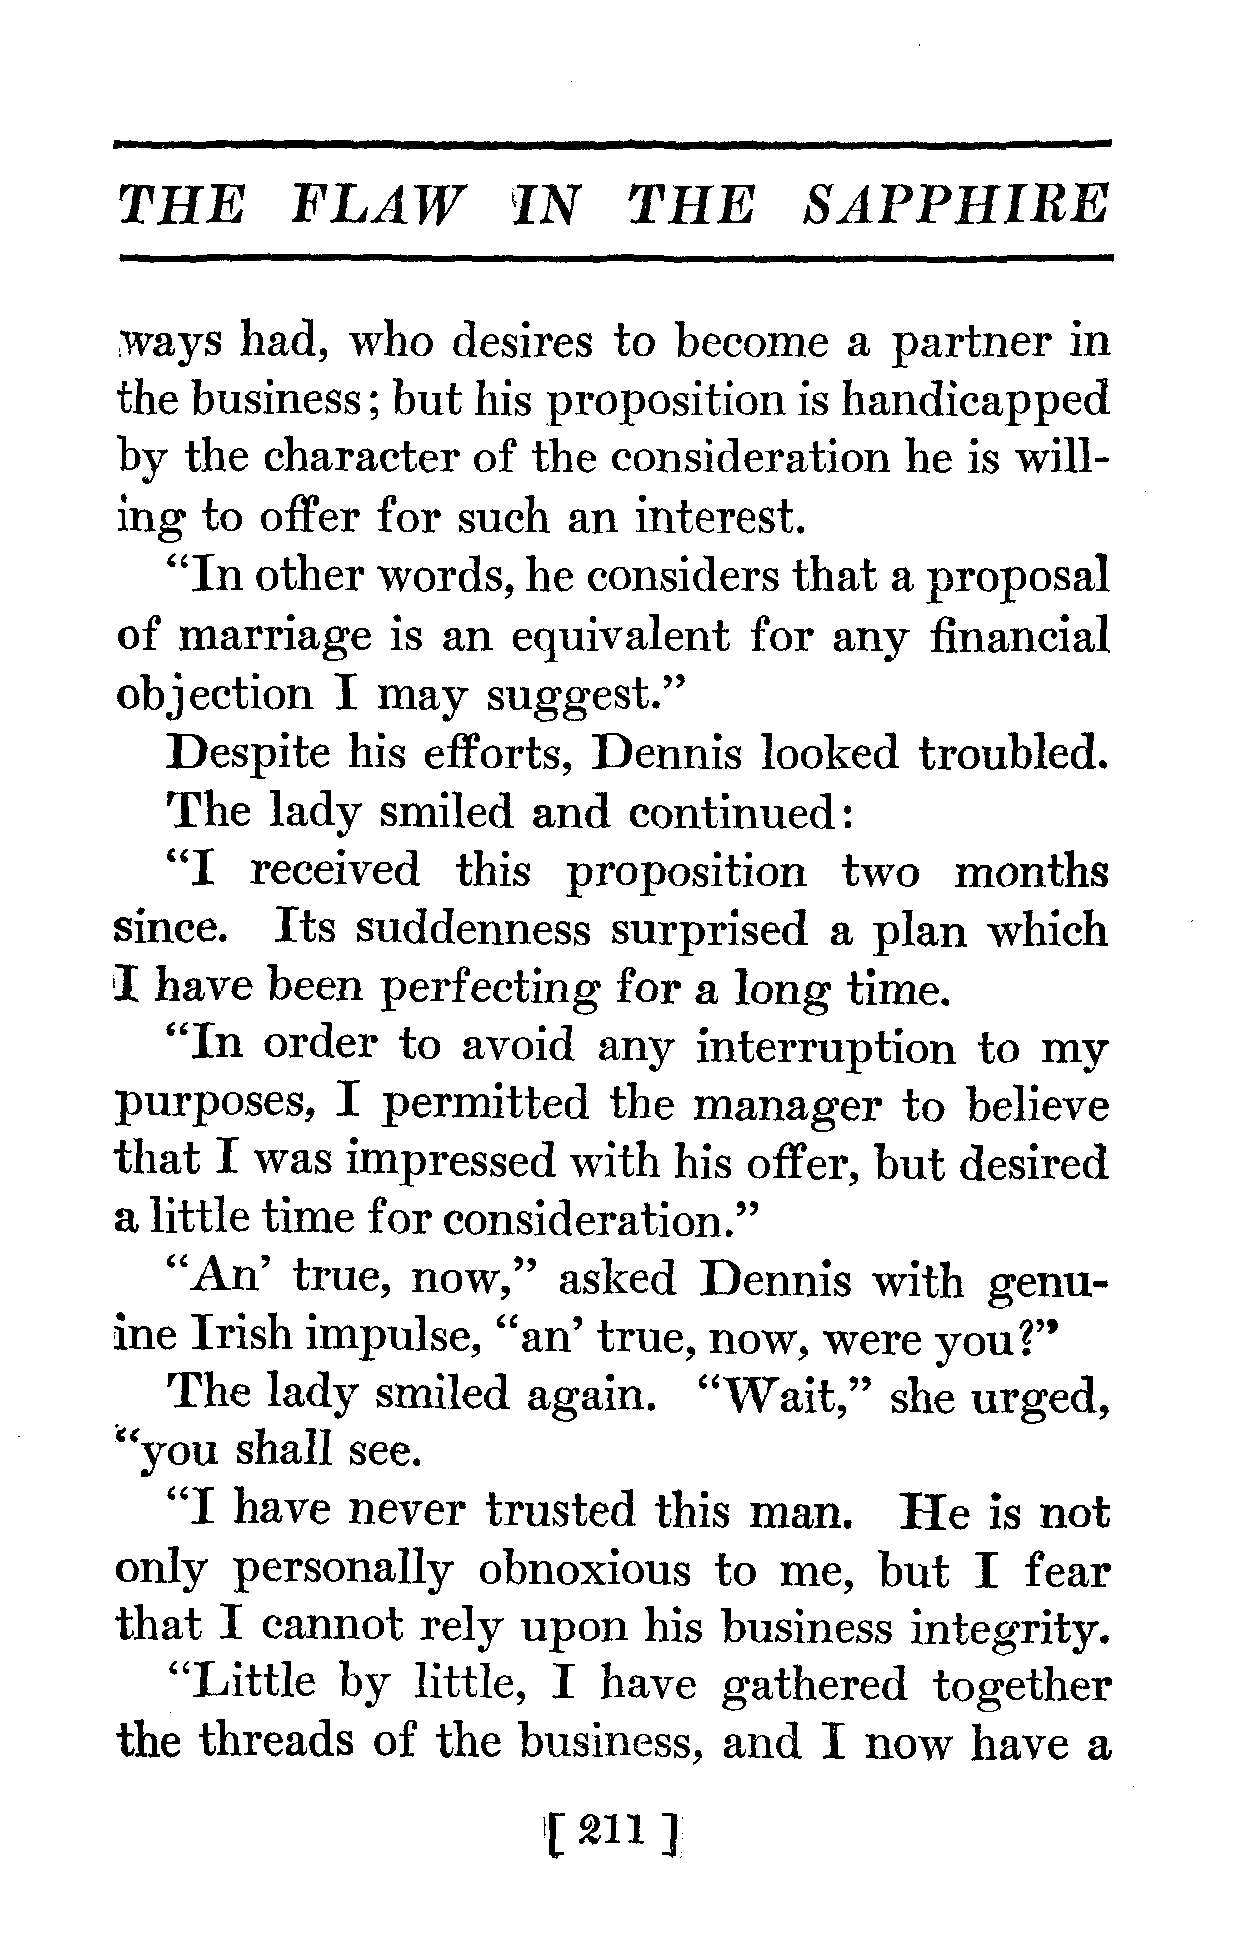 THE FLAW IN THE SAPPHIRE
ways had, who desires to become a partner in
the business; but his proposition is handicapped
by the character of the consideration he is will-
ing to offer for such an interest.
“In other words, he considers that a proposal
of marriage is an equivalent for any financial
objection I may suggest.”
Despite his efforts, Dennis looked troubled.
The lady smiled and continued:
“I received this proposition two months
since. Its suddenness surprised a plan which
I have been perfecting for a long time.
“In order to avoid any interruption to my
purposes, I permitted the manager to believe
that I was impressed with his offer, but desired
a little time for consideration.”
“An’ true, now,” asked Dennis with genu-
ine Irish impulse, “an’ true, now, were you?”
The lady smiled again. “Wait,” she urged,
“you shall see.
“I have never trusted this man. He is not
only personally obnoxious to me, but I fear
that I cannot rely upon his business integrity.
“Little by little, I have gathered together
the threads of the business, and I now have a
[ 211 ]